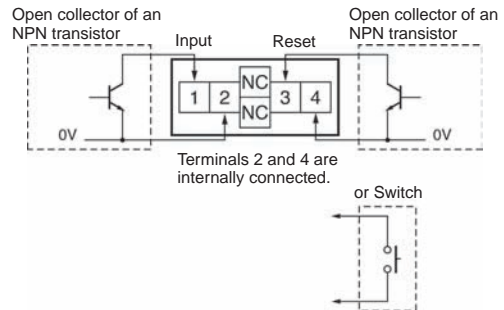 Open collector of an
NPN transistor
Open collector of an
NPN transistor
Input
Reset
NC
1 2 3 4
NC
0V
0V
Terminals 2 and 4 are
internally connected.
or Switch